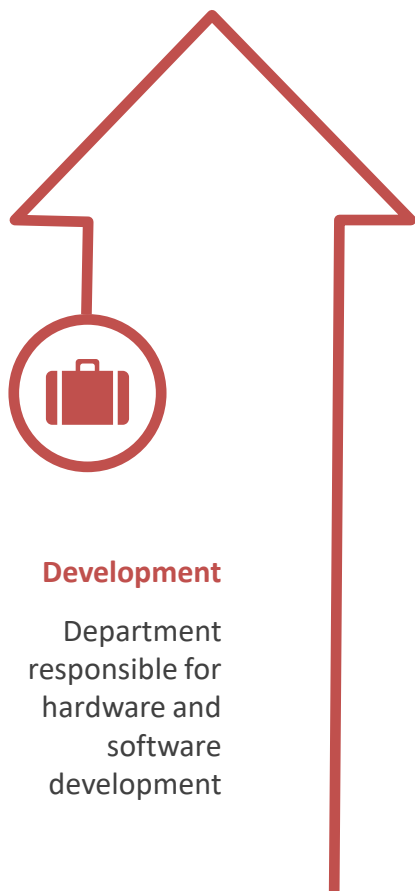 Development
Department
responsible for
hardware and
software
development